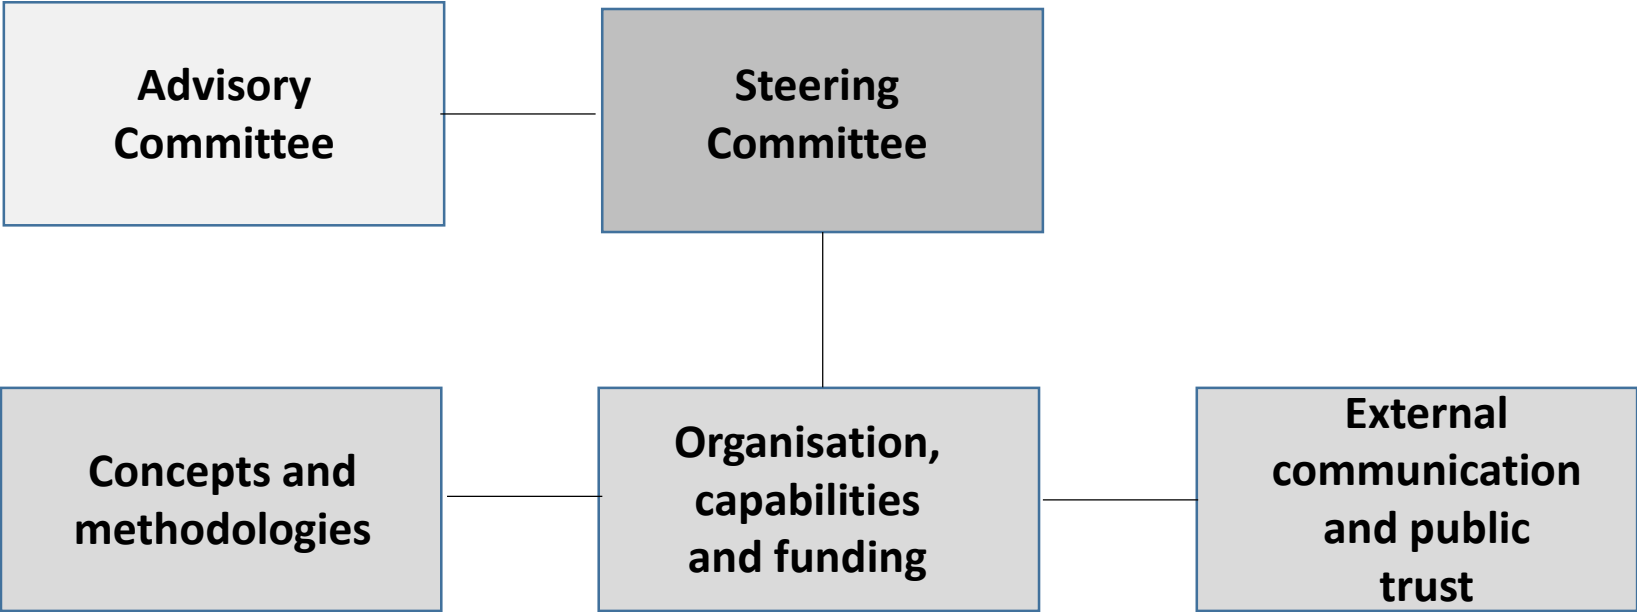 Advisory
Committee
Steering
Committee
Concepts and
methodologies
Organisation,
capabilities
and funding
External
communication
and public
trust